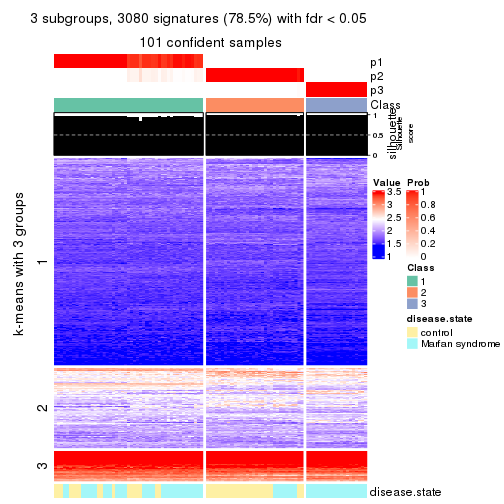 3 subgroups, 3080 signatures (78.5%) with fdr < 0.05
101 confident samples
p1
p2
p3
Class
1
0.5
0
silhouette
Silhouette score
k-means with 3 groups
1
2
3
disease.state
Value
3.5
2.5
1.5
Prob
1
0.8
0.6
0.4
0.2
0
Class
1
2
3
disease.state
control
Marfan syndrome